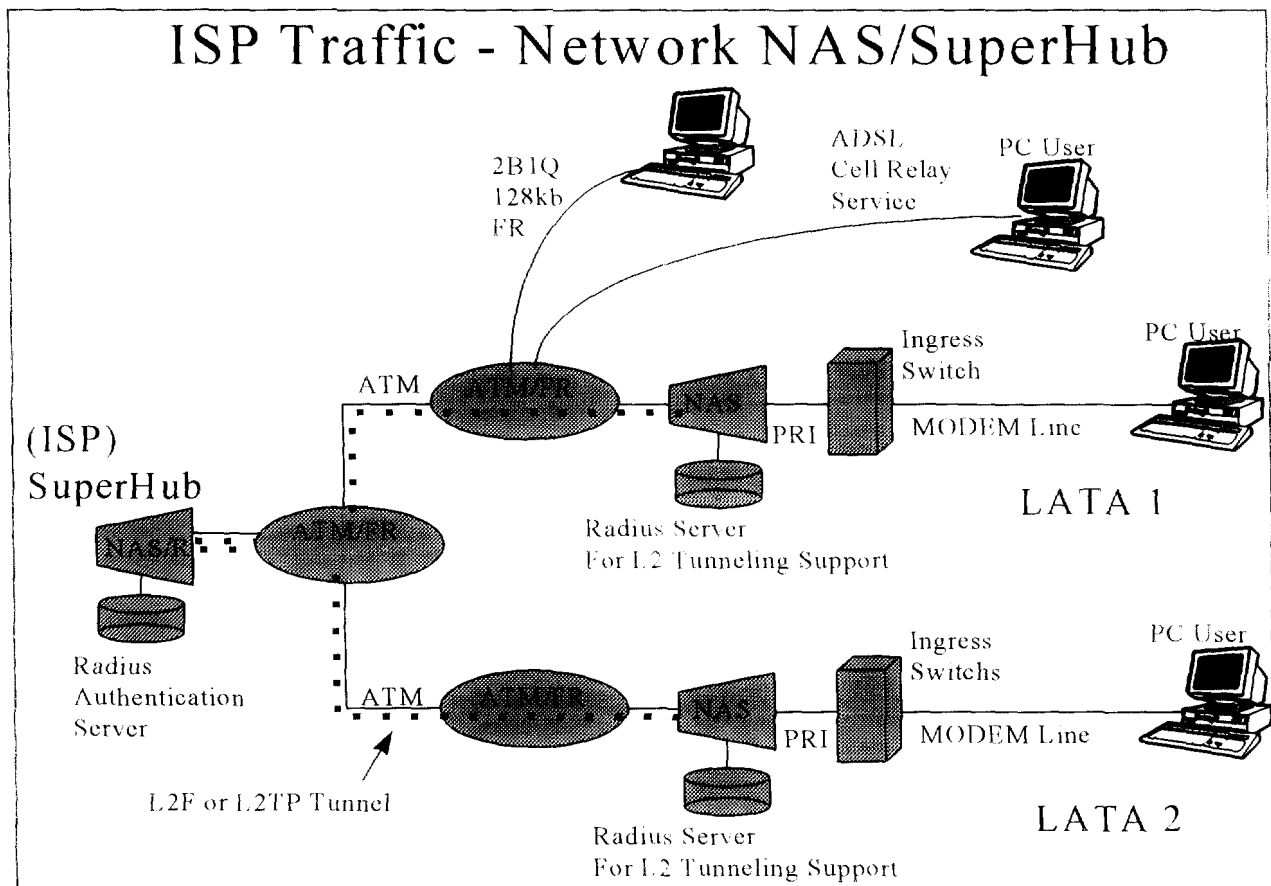 ISP Traffic - Network NAS/SuperHub
2B1Q
128kb
FR
ADSL
Cell Relay
Service
PC User
PC User
Ingress
Switch
ATM
ATM/FR
NAS
PRI
MODEM Line
(ISP)
SuperHub
LATA 1
Radius Server
For L2 Tunneling Support
NAS/R
ATM/FR
Radius
Authentication
Server
Ingress
Switchs
PC User
ATM
ATM/FR
NAS
PRI
MODEM Line
L2F or L2TP Tunnel
LATA 2
Radius Server
For L2 Tunneling Support